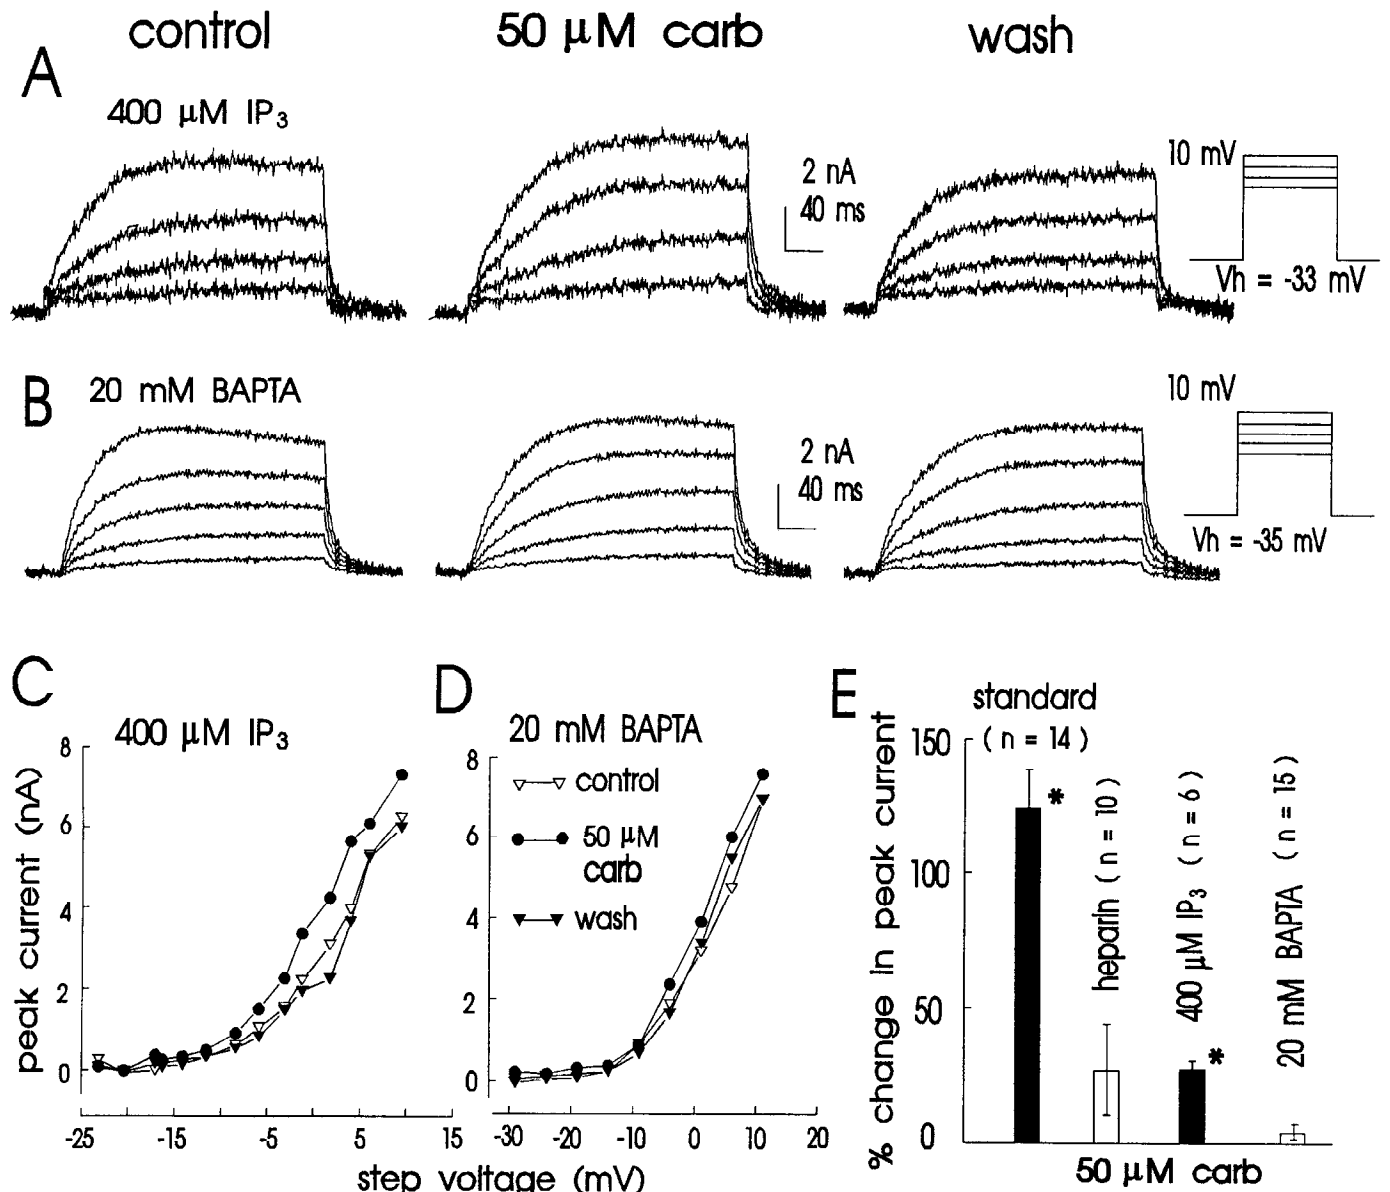 control 50 µM carb wash
A
400 µM IP3
10 mV
2 nA
40 ms
Vh = -33 mV
B 20 mM BAPTA
10 mV
2 nA
40 ms
Vh = -35 mV
C
400 µM IP3
peak current (nA)
8
6
4
2
0
-25 -15 -5 5 15
D
20 mM BAPTA
control
50 µM
carb
wash
8
6
4
2
0
-30 -20 -10 0 10 20
step voltage (mV)
E
standard
( n = 14 )
% change in peak current
150
100
50
0
*
heparin ( n = 10 )
400 µM IP3 ( n = 6 )
*
20 mM BAPTA ( n = 15 )
50 µM carb